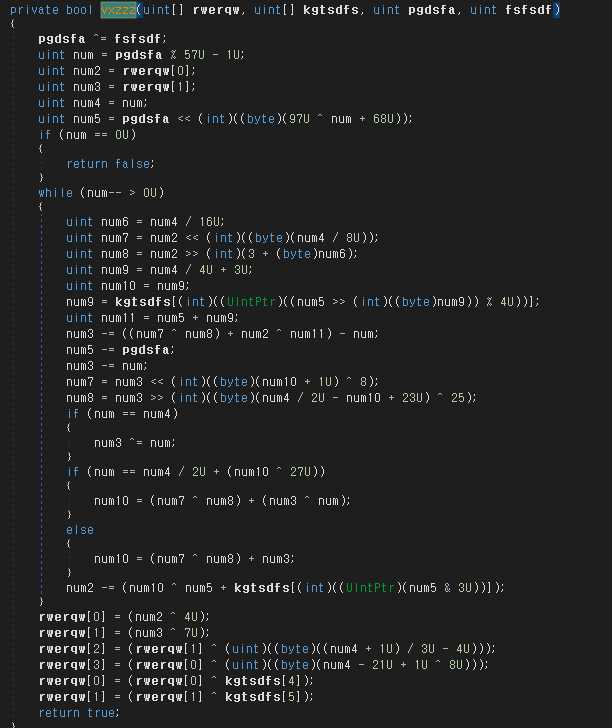 private bool vxzzz(uint[] rwerqw, uint[] kgtsdfs, uint pgdsfa, uint fsfsdf)
{
pgdsfa ^= fsfsdf;
uint num = pgdsfa % 57U - 1U;
uint num2 = rwerqw[0];
uint num3 = rwerqw[1];
uint num4 = num;
uint num5 = pgdsfa << (int)((byte)(97U ^ num + 68U));
if (num == 0U)
{
return false;
}
while (num-- > 0U)
{
uint num6 = num4 / 16U;
uint num7 = num2 << (int)((byte)(num4 / 8U));
uint num8 = num2 >> (int)(3 + (byte)num6);
uint num9 = num4 / 4U + 3U;
uint num10 = num9;
num9 = kgtsdfs[(int)((UIntPtr)((num5 >> (int)((byte)num9)) % 4U))];
uint num11 = num5 + num9;
num3 -= ((num7 ^ num8) + num2 ^ num11) - num;
num5 -= pgdsfa;
num3 -= num;
num7 = num3 << (int)((byte)(num10 + 1U) ^ 8);
num8 = num3 >> (int)((byte)(num4 / 2U - num10 + 23U) ^ 25);
if (num == num4)
{
num3 ^= num;
}
if (num == num4 / 2U + (num10 ^ 27U))
{
num10 = (num7 ^ num8) + (num3 ^ num);
}
else
{
num10 = (num7 ^ num8) + num3;
}
num2 -= (num10 ^ num5 + kgtsdfs[(int)((UIntPtr)(num5 & 3U))]);
}
rwerqw[0] = (num2 ^ 4U);
rwerqw[1] = (num3 ^ 7U);
rwerqw[2] = (rwerqw[1] ^ (uint)((byte)((num4 + 1U) / 3U - 4U)));
rwerqw[3] = (rwerqw[0] ^ (uint)((byte)(num4 - 21U + 1U ^ 8U)));
rwerqw[0] = (rwerqw[0] ^ kgtsdfs[4]);
rwerqw[1] = (rwerqw[1] ^ kgtsdfs[5]);
return true;
}